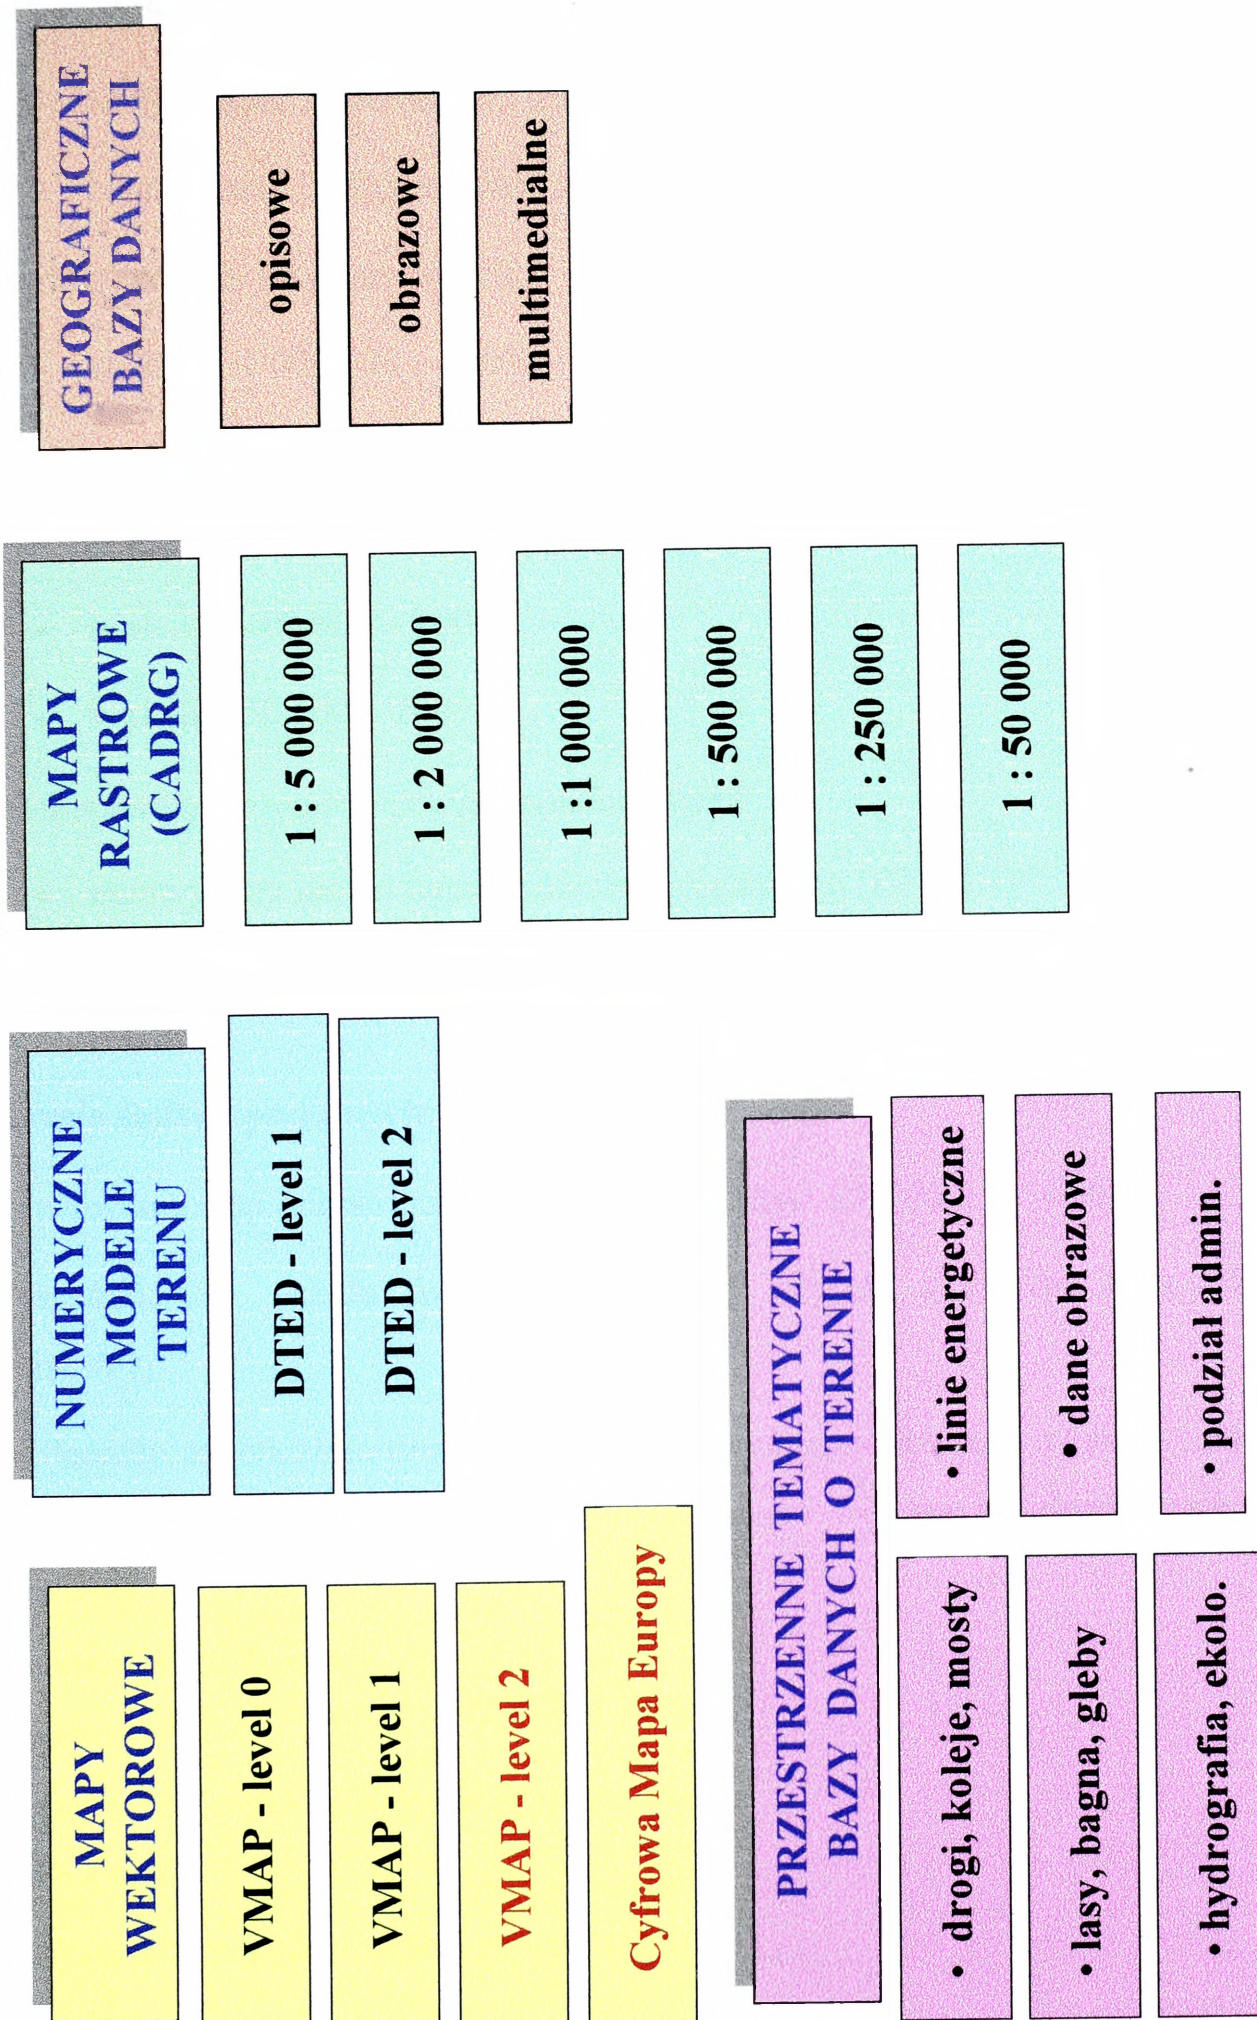 MAPY
WEKTOROWE
VMAP - level 0
VMAP - level 1
VMAP - level 2
Cyfrowa Mapa Europy
NUMERYCZNE
MODELE
TERENU
DTED - level 1
DTED - level 2
MAPY
RASTROWE
(CADRG)
1 : 5 000 000
1 : 2 000 000
1 :1 000 000
1 : 500 000
1 : 250 000
1 : 50 000
GEOGRAFICZNE
BAZY DANYCH
opisowe
obrazowe
multimedialne
PRZESTRZENNE TEMATYCZNE
BAZY DANYCH O TERENIE
• drogi, koleje, mosty
• lasy, bagna, gleby
• hydrografia, ekolo.
• linie energetyczne
• dane obrazowe
• podział admin.